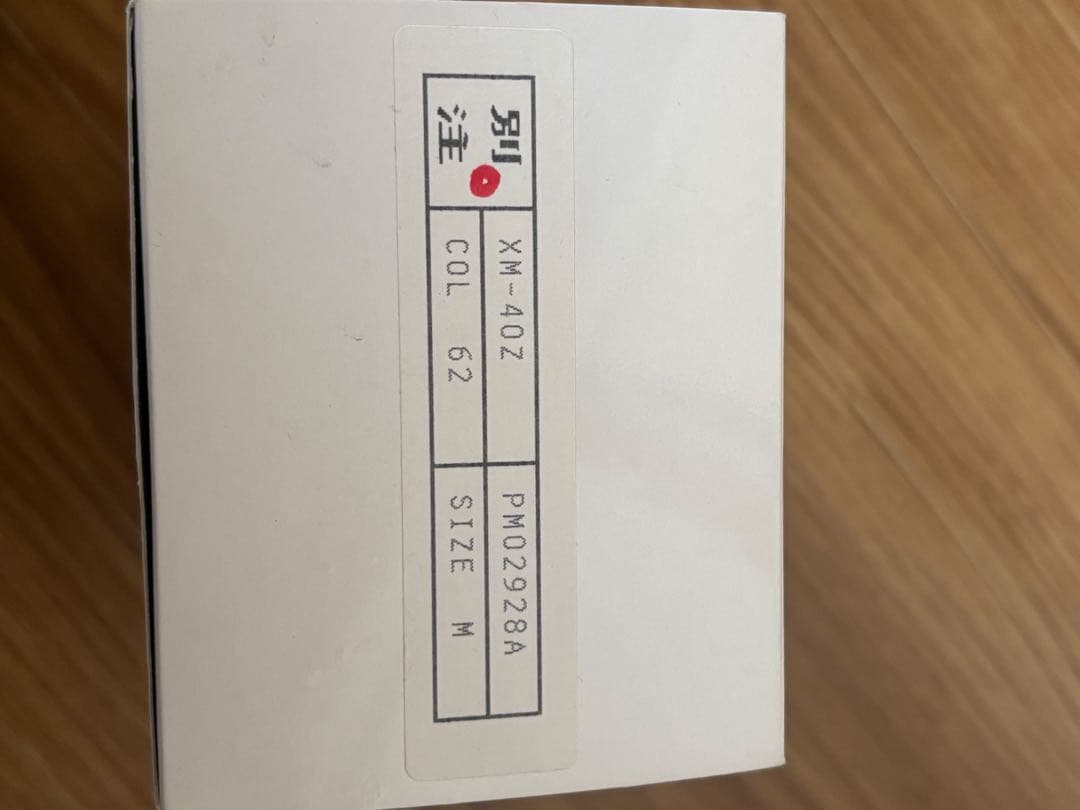 別注
XM-40Z PM02928A
COL 62 SIZE M